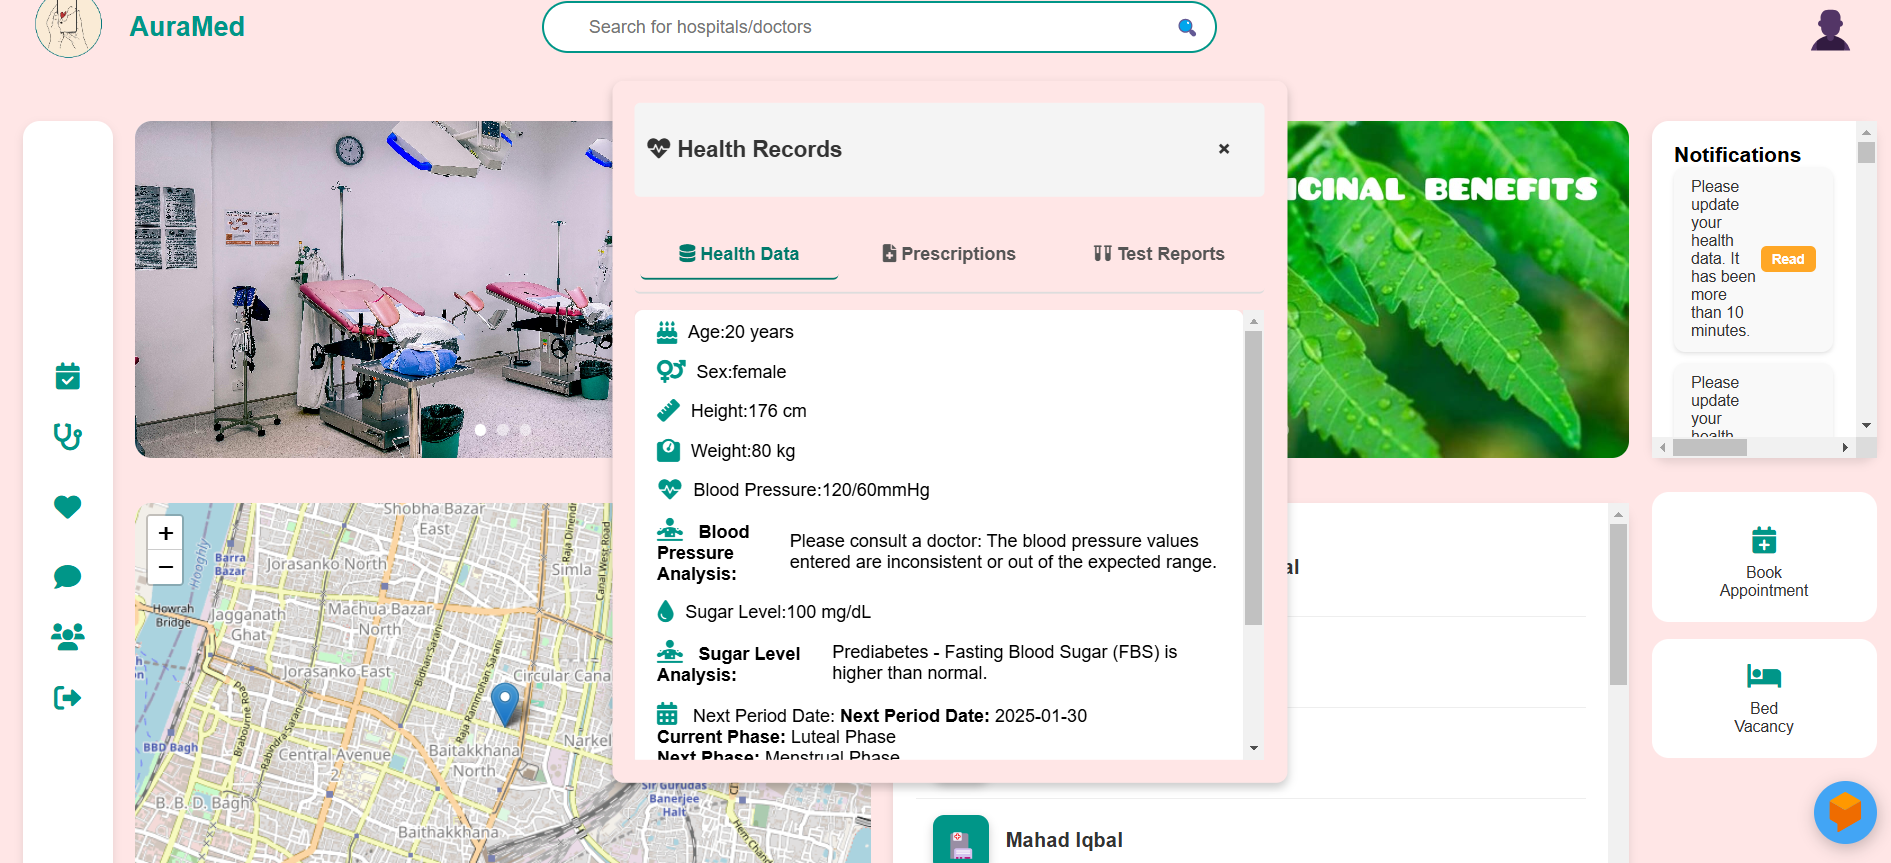 AuraMed
Search for hospitals/doctors
Health Records
×
Health Data
Prescriptions
Test Reports
Age:20 years
Sex:female
Height:176 cm
Weight:80 kg
Blood Pressure:120/60mmHg
Blood
Pressure
Analysis:
Please consult a doctor: The blood pressure values
entered are inconsistent or out of the expected range.
Sugar Level:100 mg/dL
Sugar Level
Analysis:
Prediabetes - Fasting Blood Sugar (FBS) is
higher than normal.
Next Period Date: Next Period Date: 2025-01-30
Current Phase: Luteal Phase
Next Phase: Menstrual Phase
BENEFITS
Notifications
Please
update
your
health
data. It
has been
more
than 10
minutes.
Read
Please
update
your
health
Book
Appointment
Bed
Vacancy
+
−
Shobha Bazar
East
Hooghly
Barra
Bazar
Jorasanko North
Simla
Raja Dinendr
Canal West Road
Howrah
Bridge
Jagganath
Ghat
Machua Bazar
North
Bidhan Sarani
Raja Rammohan Sarani
Jorasanko East
Circular Cana
Brabourne Roa
Rabindra Sarani
BBD Bagh
Central Avenue
2
Baitakkhana
North
Narkel
B. B. D. Bagh
Sir Gurudas
Banerjee
Halt
Baithakkhana
Hem Chand
al
Mahad Iqbal